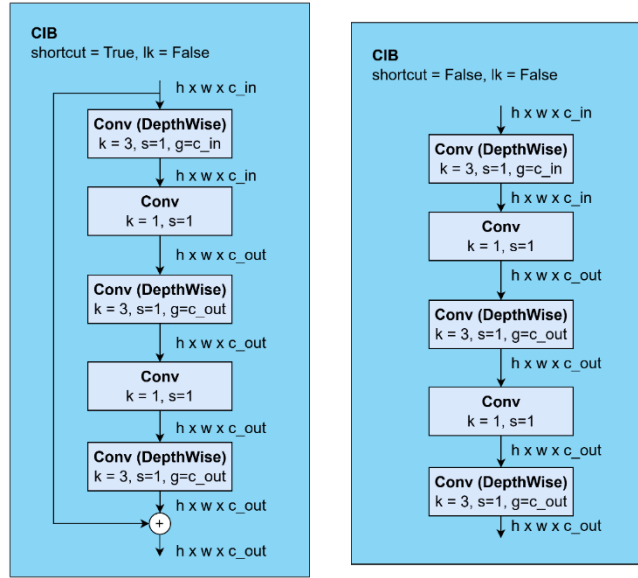 CIB
shortcut = True, lk = False
h x w x c_in
Conv (DepthWise)
k = 3, s=1, g=c_in
h x w x c_in
Conv
k = 1, s=1
h x w x c_out
Conv (DepthWise)
k = 3, s=1, g=c_out
h x w x c_out
Conv
k = 1, s=1
h x w x c_out
Conv (DepthWise)
k = 3, s=1, g=c_out
h x w x c_out
+
h x w x c_out
CIB
shortcut = False, lk = False
h x w x c_in
Conv (DepthWise)
k = 3, s=1, g=c_in
h x w x c_in
Conv
k = 1, s=1
h x w x c_out
Conv (DepthWise)
k = 3, s=1, g=c_out
h x w x c_out
Conv
k = 1, s=1
h x w x c_out
Conv (DepthWise)
k = 3, s=1, g=c_out
h x w x c_out